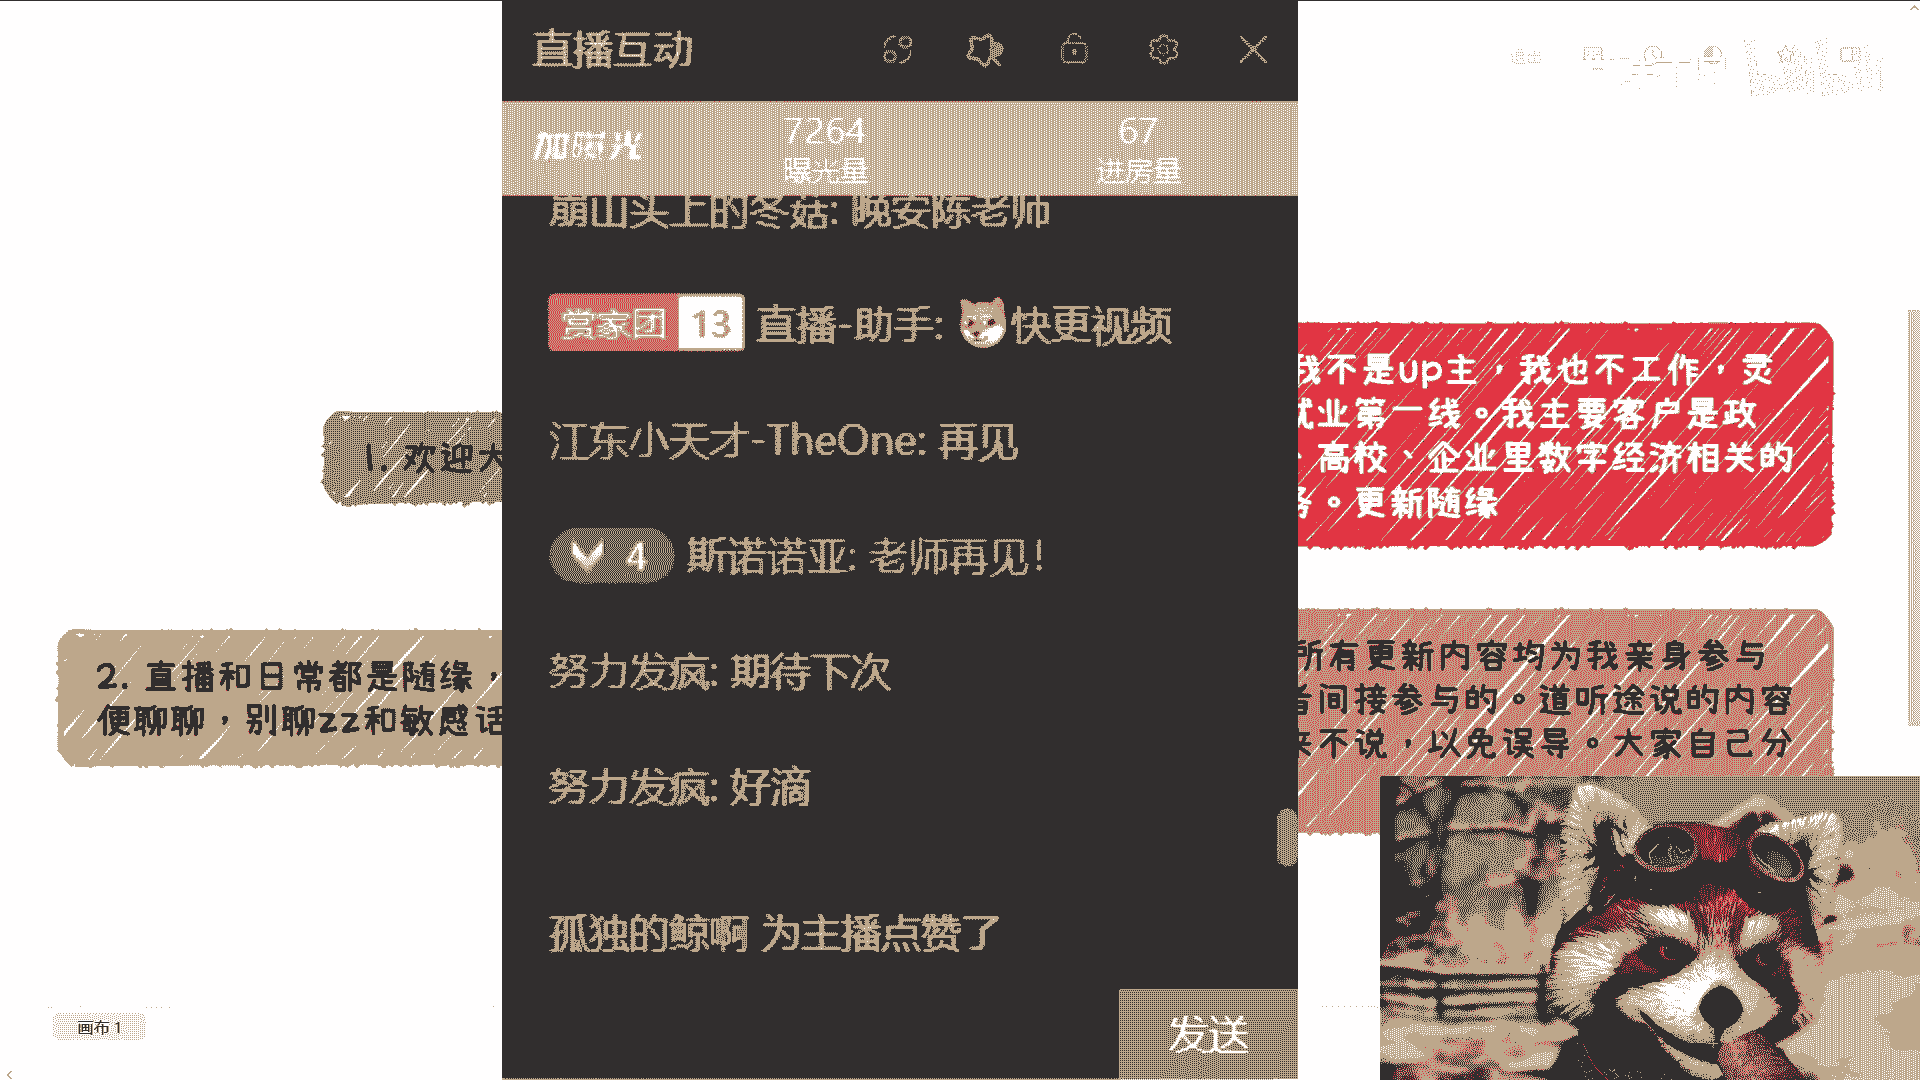 直播互动
加曝光
7264
曝光量
67
进房量
崩山头上的冬菇: 晚安陈老师
赏家团 13 直播-助手: 快更视频
江东小天才-TheOne: 再见
4 斯诺诺亚: 老师再见!
努力发疯: 期待下次
努力发疯: 好滴
孤独的鲸啊 为主播点赞了
发送
1. 欢迎大
2. 直播和日常都是随缘，
便聊聊，别聊zz和敏感话
我不是up主，我也不工作，灵
就业第一线。我主要客户是政
、高校、企业里数字经济相关的
务。更新随缘
所有更新内容均为我亲身参与
者间接参与的。道听途说的内容
来不说，以免误导。大家自己分
画布 1